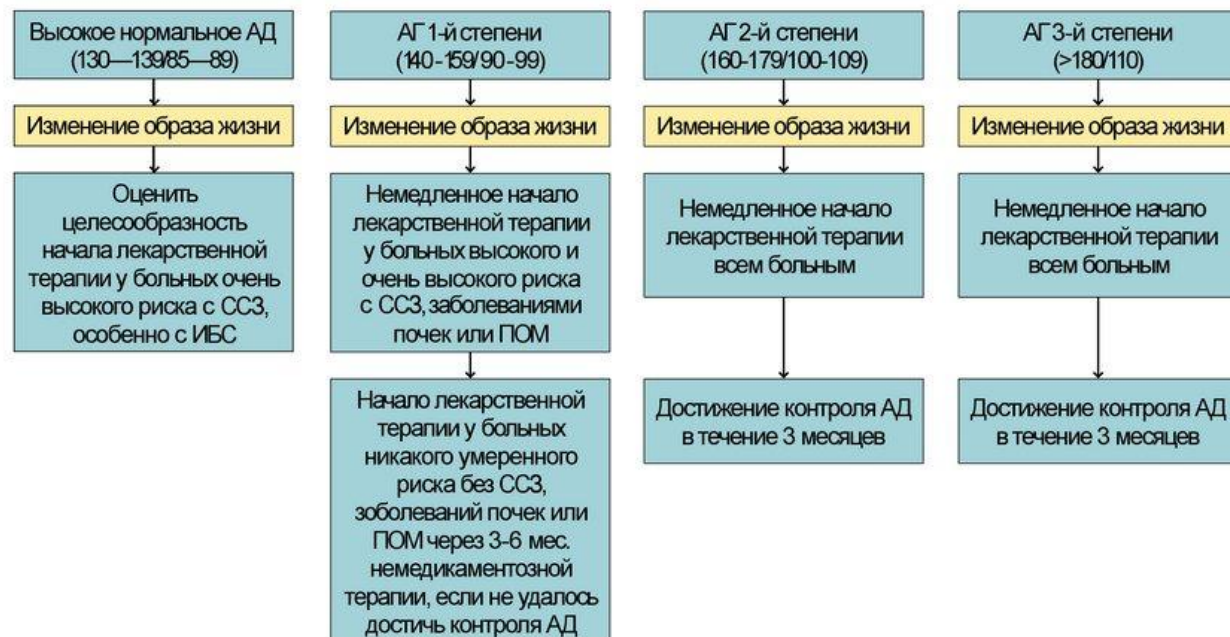 Высокое нормальное АД
(130—139/85—89)
Изменение образа жизни
Оценить
целесообразность
начала лекарственной
терапии у больных очень
высокого риска с ССЗ,
особенно с ИБС
АГ 1-й степени
(140-159/90-99)
Изменение образа жизни
Немедленное начало
лекарственной терапии
у больных высокого и
очень высокого риска
с ССЗ, заболеваниями
почек или ПОМ
Начало лекарственной
терапии у больных
никакого умеренного
риска без ССЗ,
зоболеваний почек или
ПОМ через 3-6 мес.
немедикаментозной
терапии, если не удалось
достичь контроля АД
АГ 2-й степени
(160-179/100-109)
Изменение образа жизни
Немедленное начало
лекарственной терапии
всем больным
Достижение контроля АД
в течение 3 месяцев
АГ 3-й степени
(>180/110)
Изменение образа жизни
Немедленное начало
лекарственной терапии
всем больным
Достижение контроля АД
в течение 3 месяцев